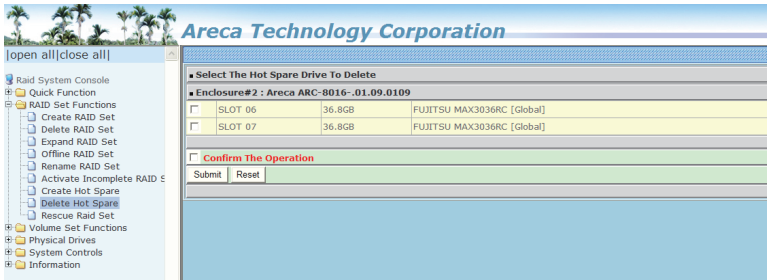 Areca Technology Corporation
|open all|close all|
Raid System Console
Quick Function
RAID Set Functions
Create RAID Set
Delete RAID Set
Expand RAID Set
Offline RAID Set
Rename RAID Set
Activate Incomplete RAID S
Create Hot Spare
Delete Hot Spare
Rescue Raid Set
Volume Set Functions
Physical Drives
System Controls
Information
Select The Hot Spare Drive To Delete
Enclosure#2 : Areca ARC-8016-.01.09.0109
SLOT 06 36.8GB FUJITSU MAX3036RC [Global]
SLOT 07 36.8GB FUJITSU MAX3036RC [Global]
Confirm The Operation
Submit Reset